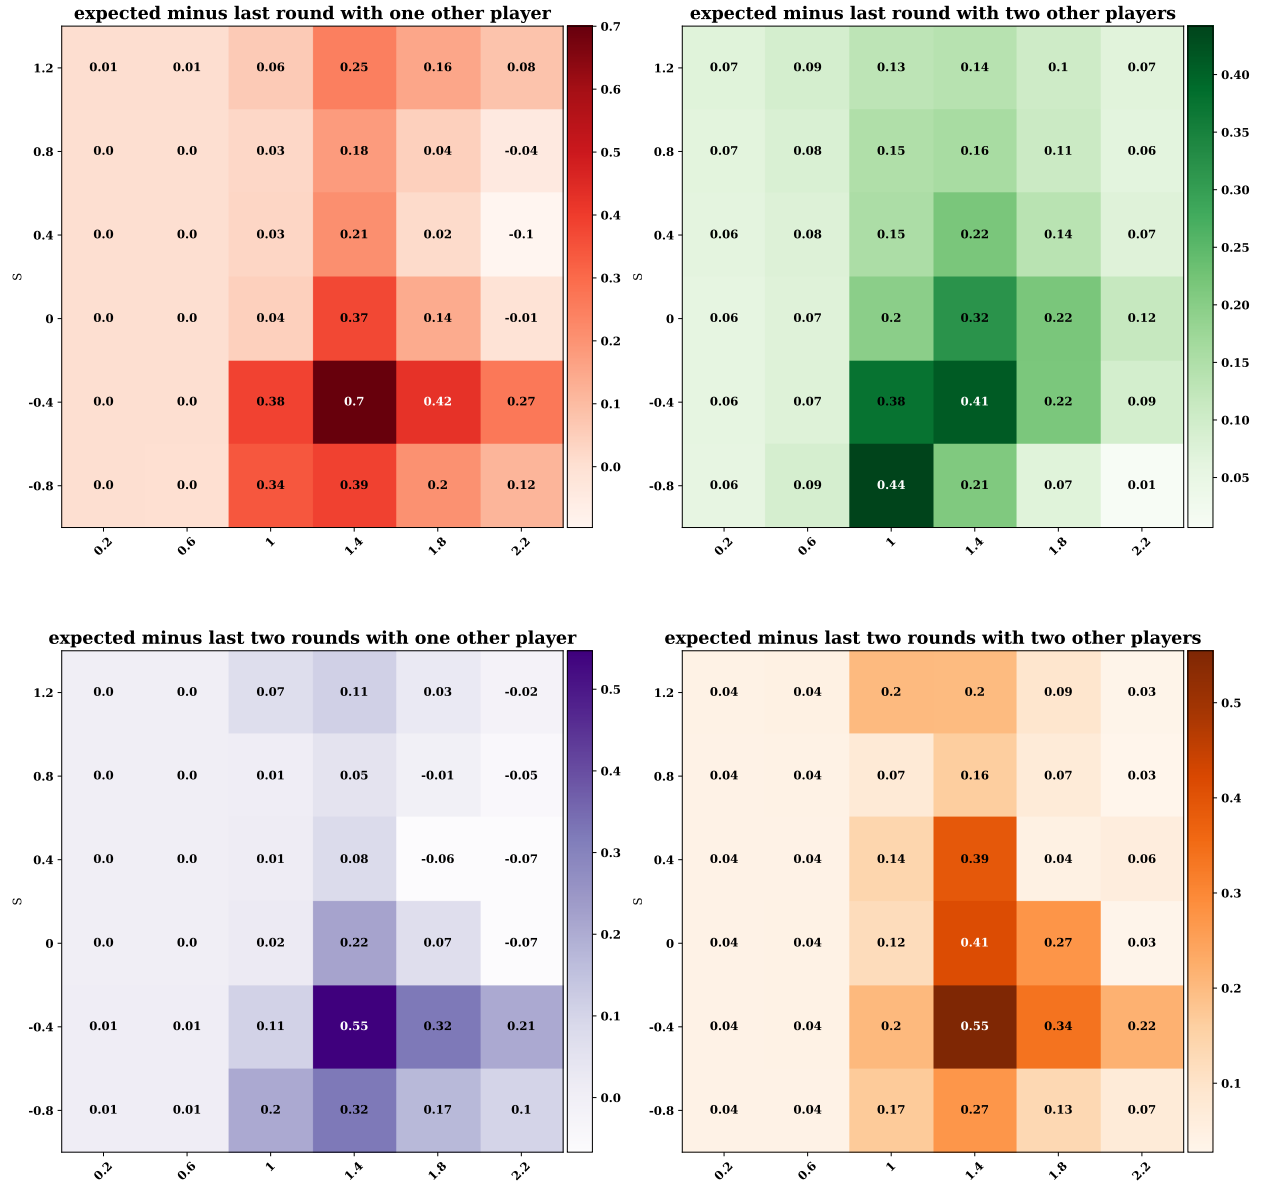 expected minus last round with one other player
1.2 0.01 0.01 0.06 0.25 0.16 0.08
0.8 0.0 0.0 0.03 0.18 0.04 -0.04
0.4 0.0 0.0 0.03 0.21 0.02 -0.1
0 0.0 0.0 0.04 0.37 0.14 -0.01
-0.4 0.0 0.0 0.38 0.7 0.42 0.27
-0.8 0.0 0.0 0.34 0.39 0.2 0.12
0.2 0.6 1 1.4 1.8 2.2
S
0.7
0.6
0.5
0.4
0.3
0.2
0.1
0.0
expected minus last round with two other players
1.2 0.07 0.09 0.13 0.14 0.1 0.07
0.8 0.07 0.08 0.15 0.16 0.11 0.06
0.4 0.06 0.08 0.15 0.22 0.14 0.07
0 0.06 0.07 0.2 0.32 0.22 0.12
-0.4 0.06 0.07 0.38 0.41 0.22 0.09
-0.8 0.06 0.09 0.44 0.21 0.07 0.01
0.2 0.6 1 1.4 1.8 2.2
S
0.40
0.35
0.30
0.25
0.20
0.15
0.10
0.05
expected minus last two rounds with one other player
1.2 0.0 0.0 0.07 0.11 0.03 -0.02
0.8 0.0 0.0 0.01 0.05 -0.01 -0.05
0.4 0.0 0.0 0.01 0.08 -0.06 -0.07
0 0.0 0.0 0.02 0.22 0.07 -0.07
-0.4 0.01 0.01 0.11 0.55 0.32 0.21
-0.8 0.01 0.01 0.2 0.32 0.17 0.1
0.2 0.6 1 1.4 1.8 2.2
S
0.5
0.4
0.3
0.2
0.1
0.0
expected minus last two rounds with two other players
1.2 0.04 0.04 0.2 0.2 0.09 0.03
0.8 0.04 0.04 0.07 0.16 0.07 0.03
0.4 0.04 0.04 0.14 0.39 0.04 0.06
0 0.04 0.04 0.12 0.41 0.27 0.03
-0.4 0.04 0.04 0.2 0.55 0.34 0.22
-0.8 0.04 0.04 0.17 0.27 0.13 0.07
0.2 0.6 1 1.4 1.8 2.2
S
0.5
0.4
0.3
0.2
0.1